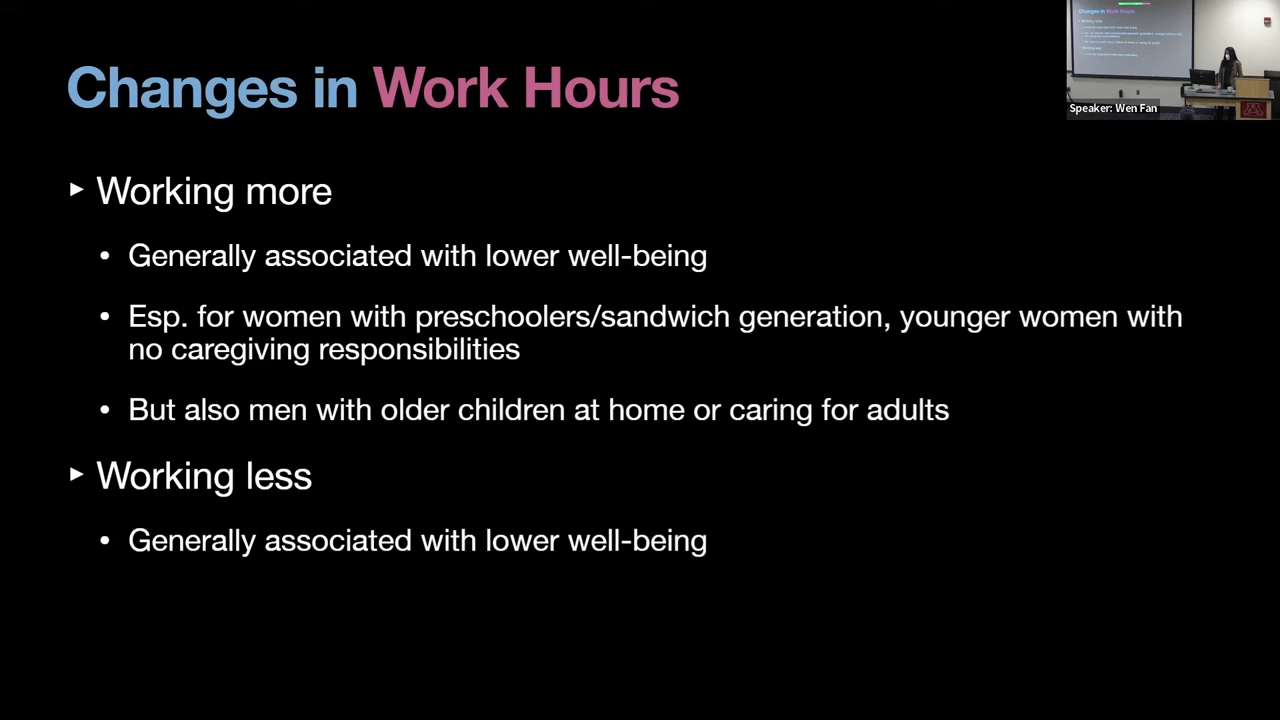 Changes in Work Hours
Speaker: Wen Fan
▸ Working more
• Generally associated with lower well-being
• Esp. for women with preschoolers/sandwich generation, younger women with
no caregiving responsibilities
• But also men with older children at home or caring for adults
▸ Working less
• Generally associated with lower well-being